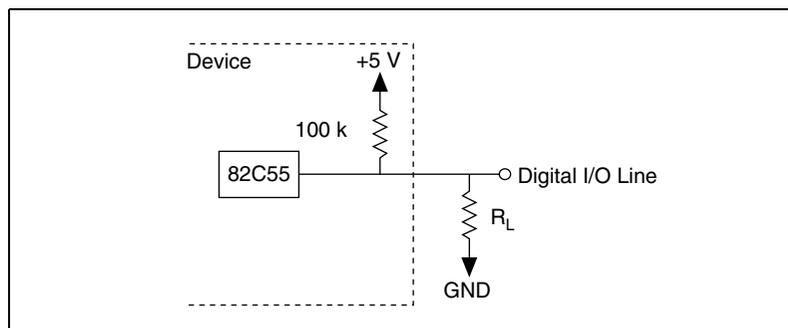 Device
+5 V
100 k
82C55
Digital I/O Line
RL
GND